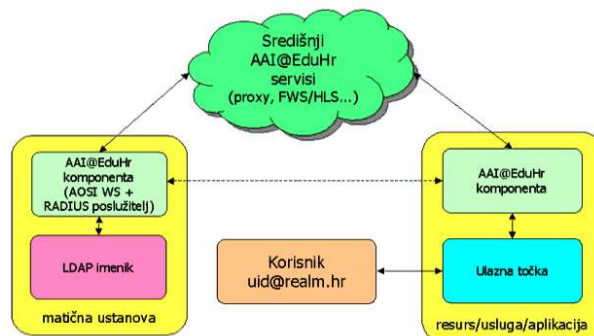 Središnji
AAI@EduHr
servisi
(proxy, FWS/HLS...)
AAI@EduHr
komponenta
(AOSI WS +
RADIUS poslužitelj)
LDAP imenik
matična ustanova
Korisnik
uid@realm.hr
AAI@EduHr
komponenta
Ulazna točka
resurs/usluga/aplikacija